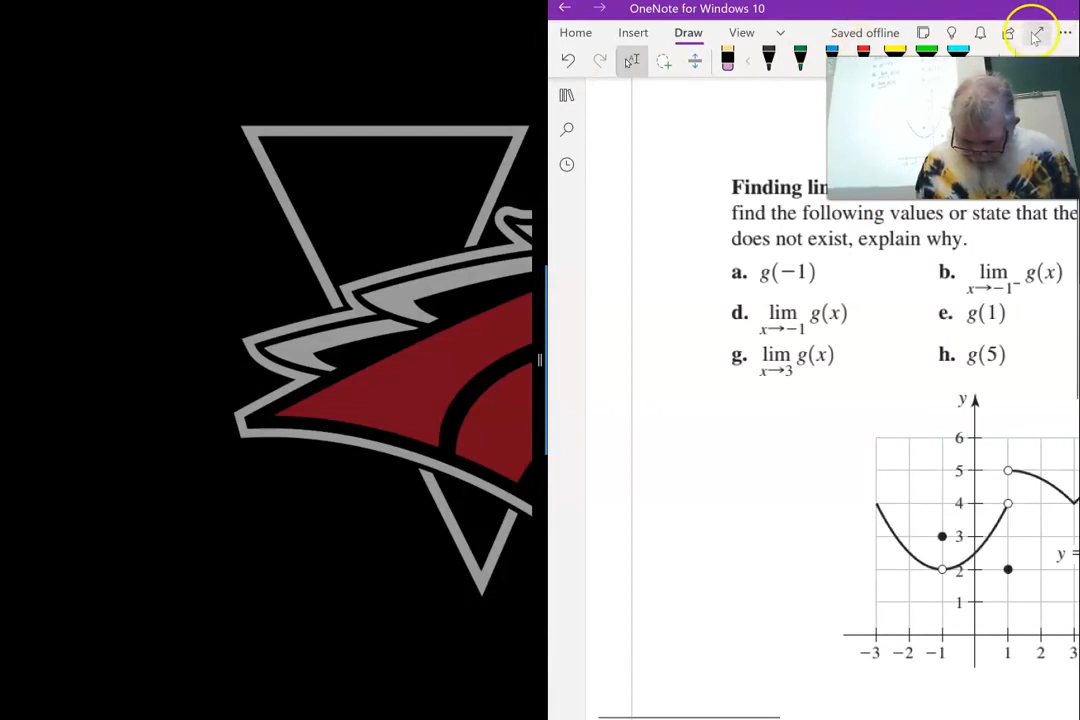 OneNote for Windows 10
Home Insert Draw View Saved offline
Finding lin
find the following values or state that the
does not exist, explain why.
a. g(−1) b. lim x→−1⁻ g(x)
d. lim x→−1 g(x) e. g(1)
g. lim x→3 g(x) h. g(5)
y
6
5
4
3
2
1
y =
−3 −2 −1 1 2 3